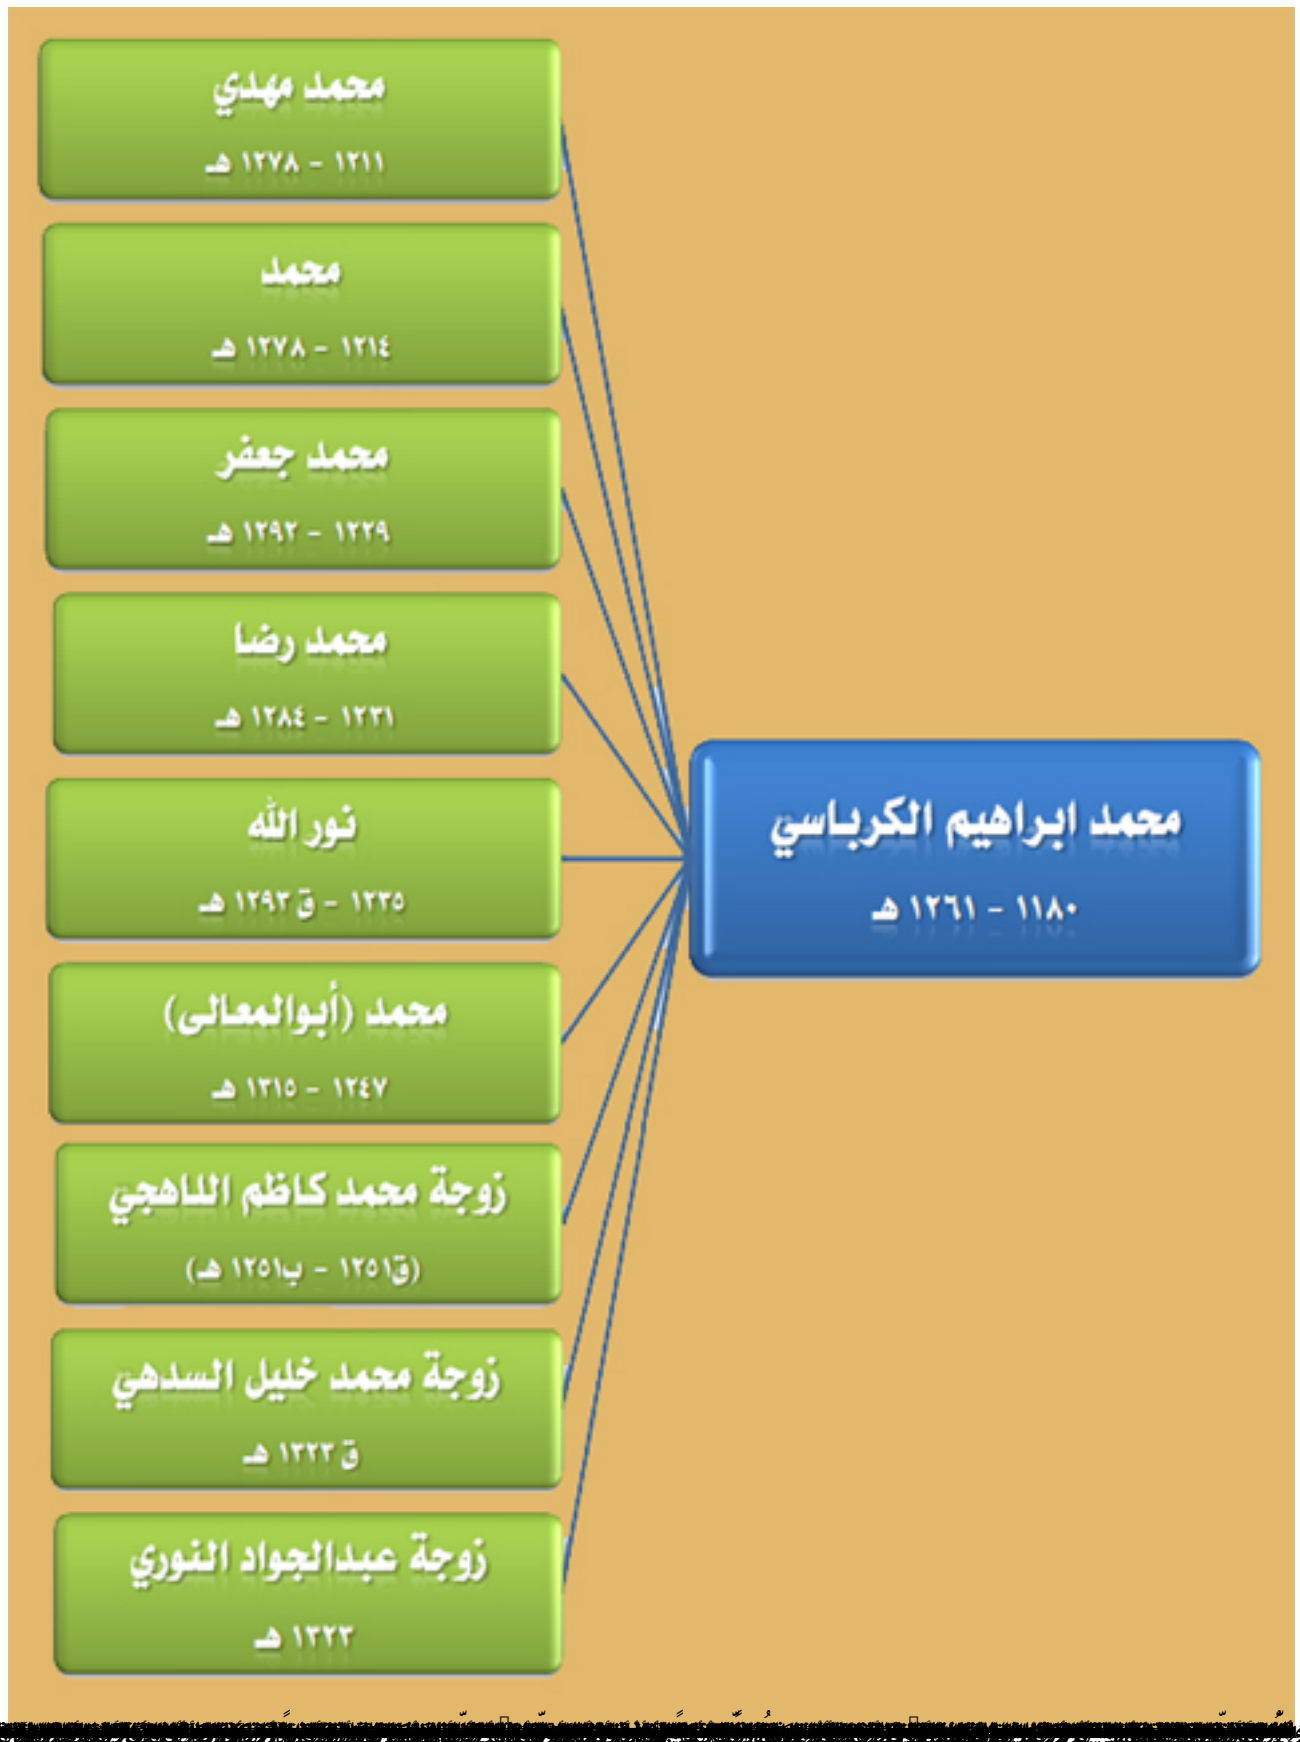 محمد مهدي
١٢١١ - ١٢٧٨ هـ
محمد
١٢١٤ - ١٢٧٨ هـ
محمد جعفر
١٢٢٩ - ١٢٩٢ هـ
محمد رضا
١٢٣١ - ١٢٨٤ هـ
نور الله
١٢٣٥ - ق ١٢٩٣ هـ
محمد ابراهيم الكرباسي
١١٨٠ - ١٢٦١ هـ
محمد (أبوالمعالى)
١٢٤٧ - ١٣١٥ هـ
زوجة محمد كاظم اللاهجي
(ق١٢٥١ - ب١٢٥١ هـ)
زوجة محمد خليل السدهي
ق ١٣٢٣ هـ
زوجة عبدالجواد النوري
١٣٢٣ هـ